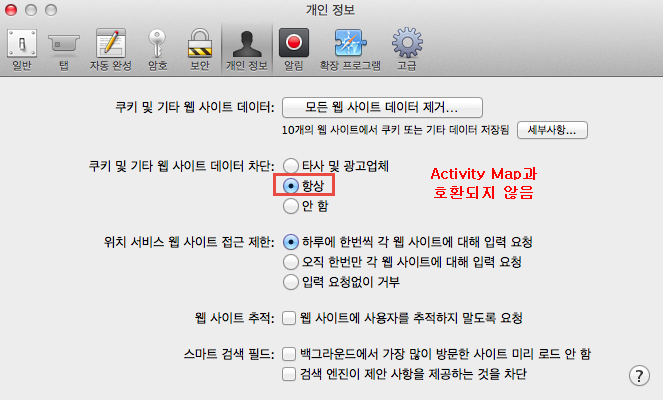 개인 정보
일반
탭
자동 완성
암호
보안
개인 정보
알림
확장 프로그램
고급
쿠키 및 기타 웹 사이트 데이터:
모든 웹 사이트 데이터 제거...
10개의 웹 사이트에서 쿠키 또는 기타 데이터 저장됨
세부사항...
쿠키 및 기타 웹 사이트 데이터 차단:
타사 및 광고업체
항상
안 함
Activity Map과
호환되지 않음
위치 서비스 웹 사이트 접근 제한:
하루에 한번씩 각 웹 사이트에 대해 입력 요청
오직 한번만 각 웹 사이트에 대해 입력 요청
입력 요청없이 거부
웹 사이트 추적:
웹 사이트에 사용자를 추적하지 말도록 요청
스마트 검색 필드:
백그라운드에서 가장 많이 방문한 사이트 미리 로드 안 함
검색 엔진이 제안 사항을 제공하는 것을 차단
?